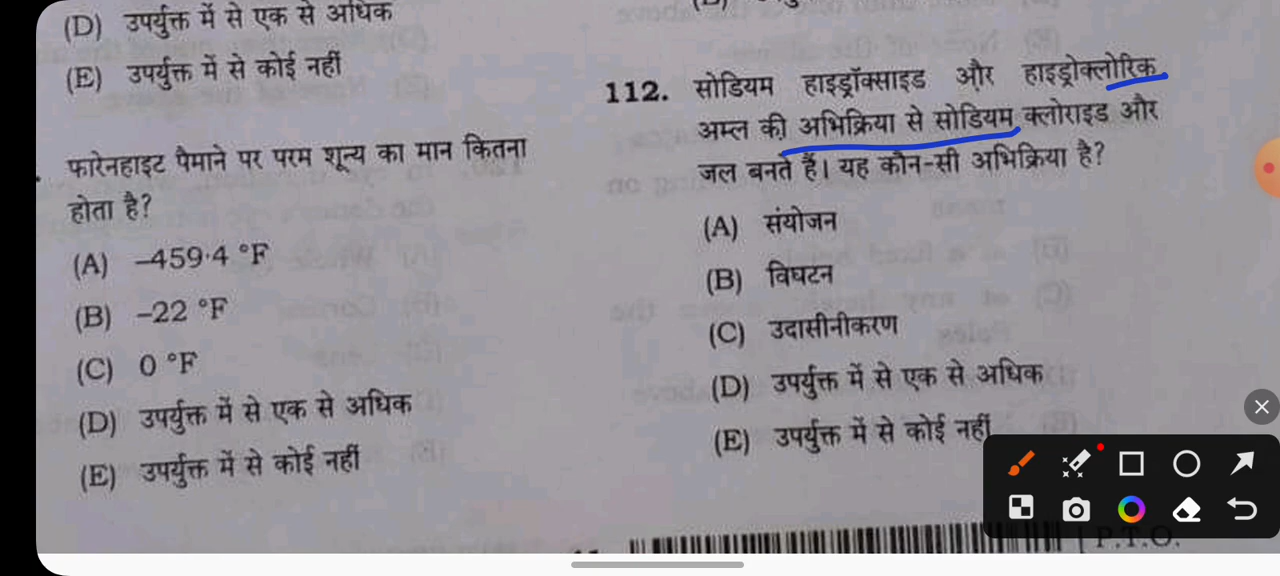 (D) उपर्युक्त में से एक से अधिक
(E) उपर्युक्त में से कोई नहीं
फारेनहाइट पैमाने पर परम शून्य का मान कितना
होता है?
(A) –459·4 °F
(B) –22 °F
(C) 0 °F
(D) उपर्युक्त में से एक से अधिक
(E) उपर्युक्त में से कोई नहीं
112. सोडियम हाइड्रॉक्साइड और हाइड्रोक्लोरिक
अम्ल की अभिक्रिया से सोडियम क्लोराइड और
जल बनते हैं। यह कौन-सी अभिक्रिया है?
(A) संयोजन
(B) विघटन
(C) उदासीनीकरण
(D) उपर्युक्त में से एक से अधिक
(E) उपर्युक्त में से कोई नहीं
P.T.O.